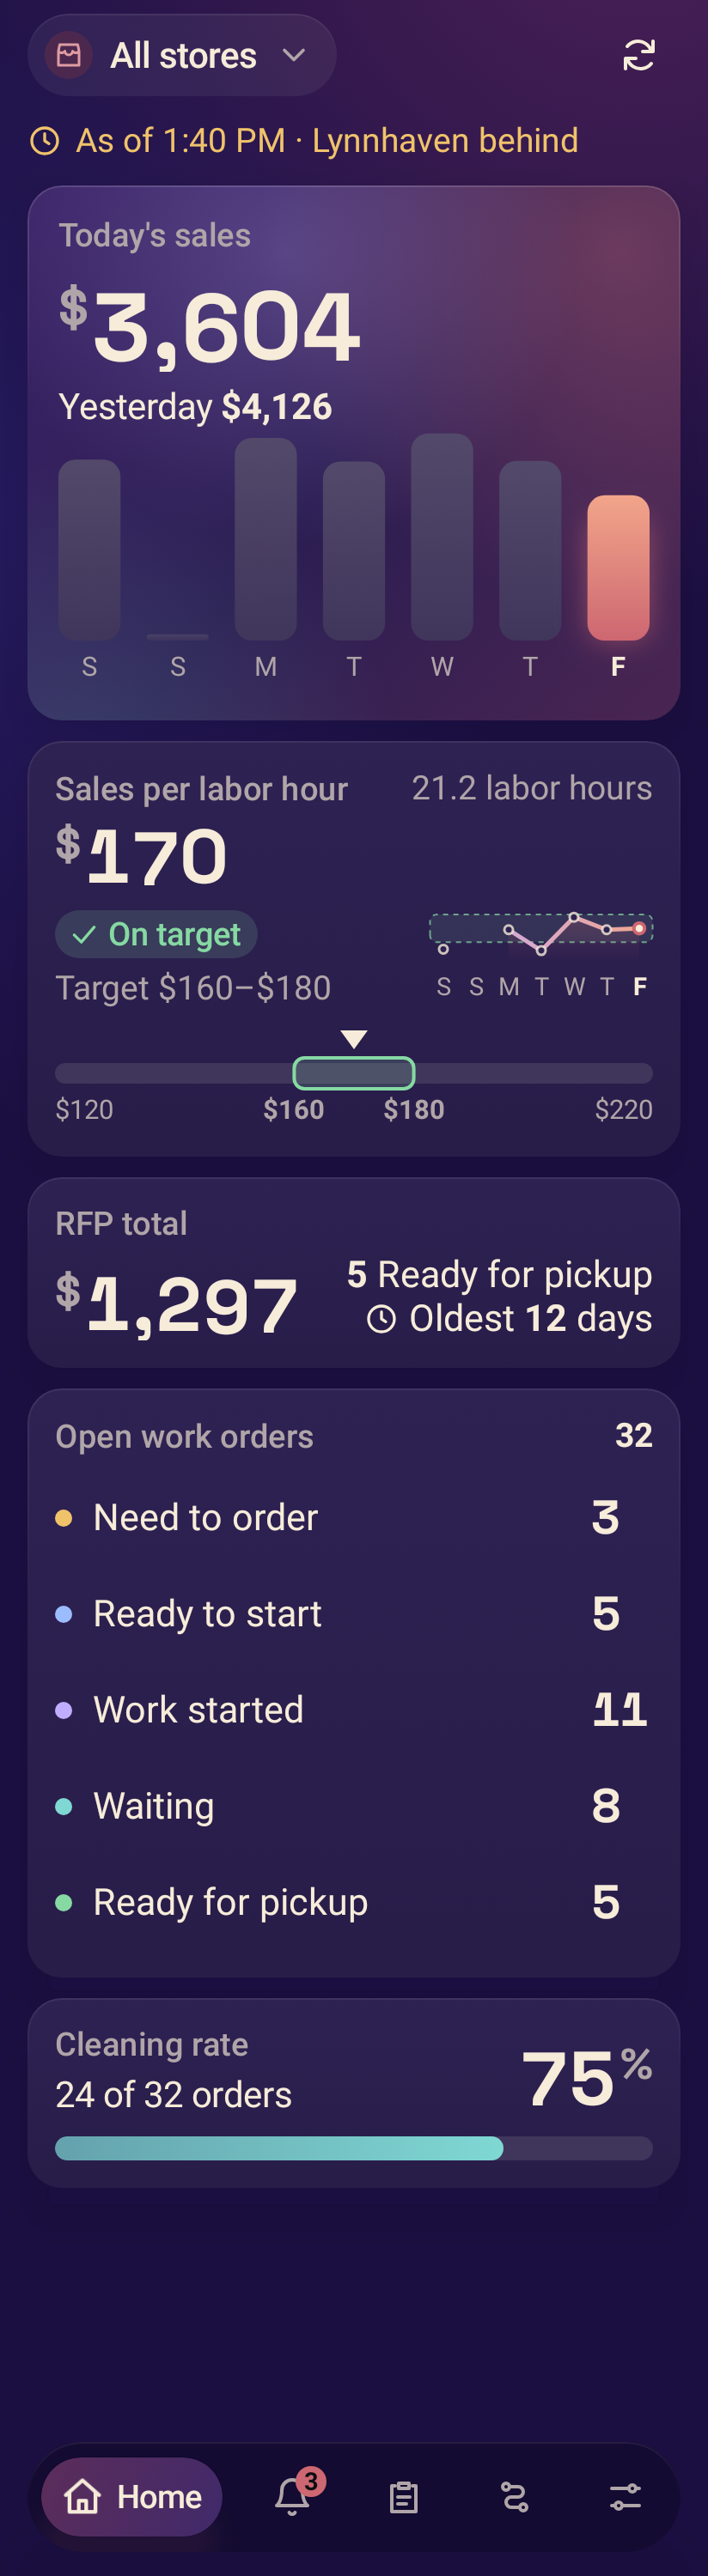 All stores
As of 1:40 PM · Lynnhaven behind
Today's sales
$3,604
Yesterday $4,126
S S M T W T F
Sales per labor hour 21.2 labor hours
$170
On target
Target $160–$180
S S M T W T F
$120 $160 $180 $220
RFP total
$1,297
5 Ready for pickup
Oldest 12 days
Open work orders 32
Need to order 3
Ready to start 5
Work started 11
Waiting 8
Ready for pickup 5
Cleaning rate
24 of 32 orders
75%
Home 3